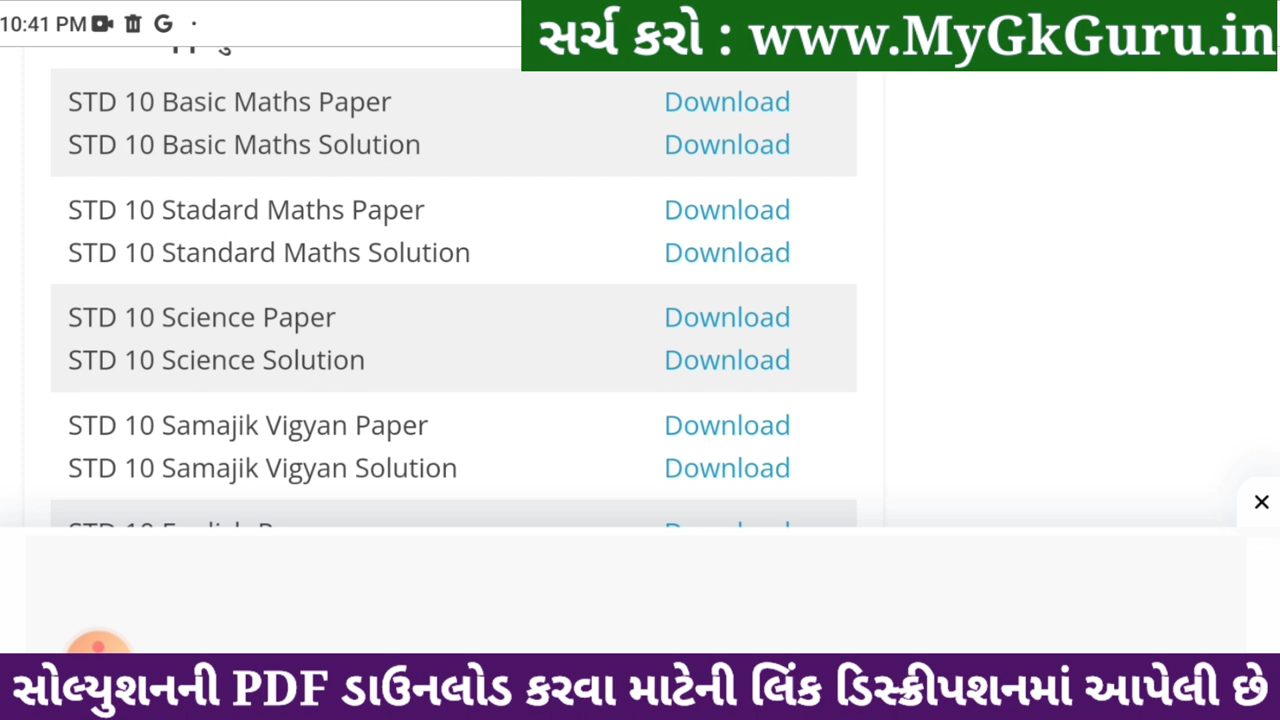 10:41 PM
સર્ચ કરો : www.MyGkGuru.in
STD 10 Basic Maths Paper Download
STD 10 Basic Maths Solution Download
STD 10 Stadard Maths Paper Download
STD 10 Standard Maths Solution Download
STD 10 Science Paper Download
STD 10 Science Solution Download
STD 10 Samajik Vigyan Paper Download
STD 10 Samajik Vigyan Solution Download
સોલ્યુશનની PDF ડાઉનલોડ કરવા માટેની લિંક ડિસ્ક્રીપશનમાં આપેલી છે